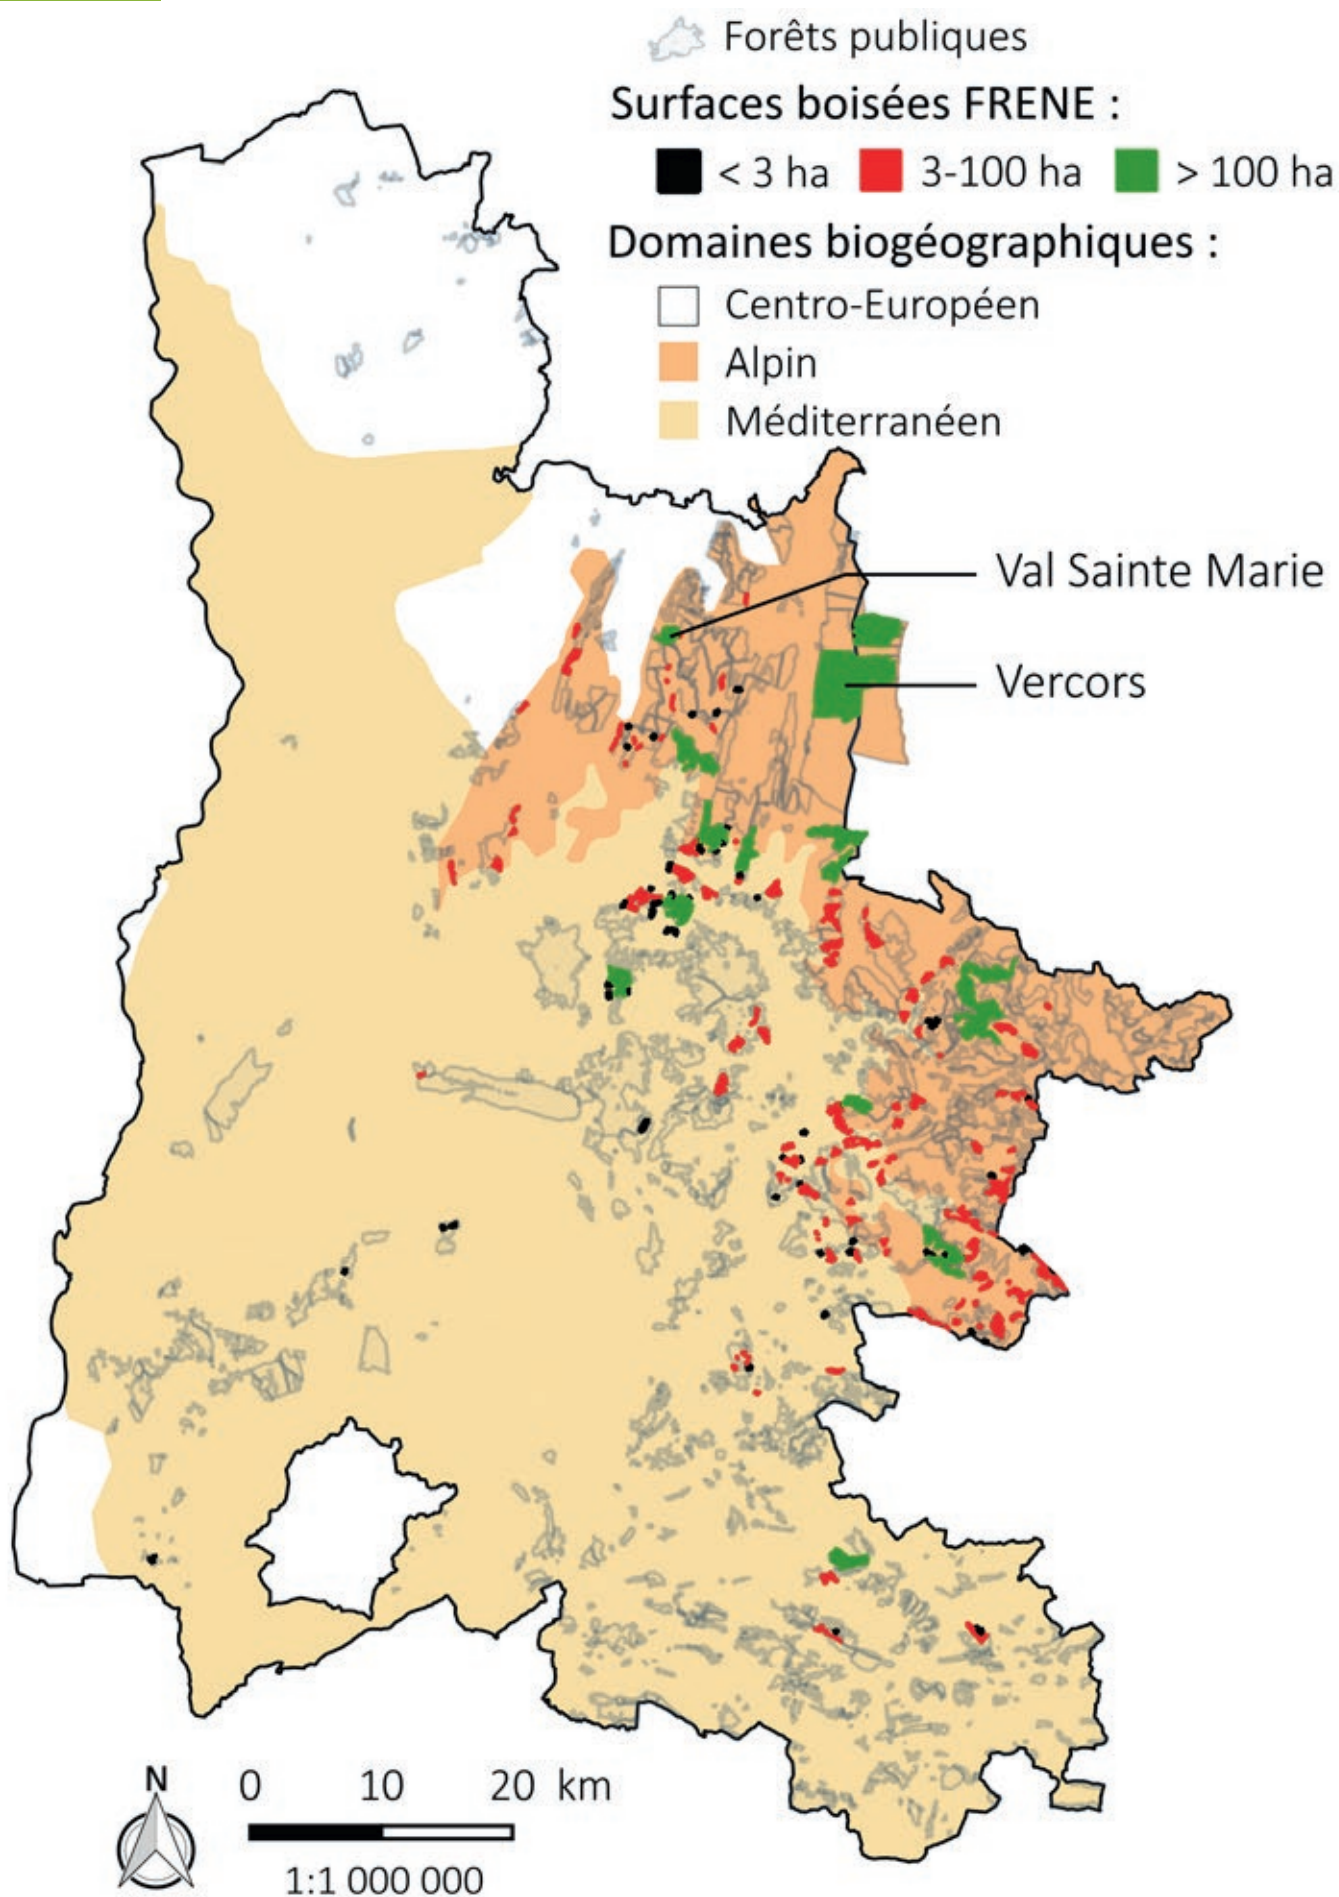 Forêts publiques
Surfaces boisées FRENE :
< 3 ha 3-100 ha > 100 ha
Domaines biogéographiques :
Centro-Européen
Alpin
Méditerranéen
Val Sainte Marie
Vercors
N
0 10 20 km
1:1 000 000